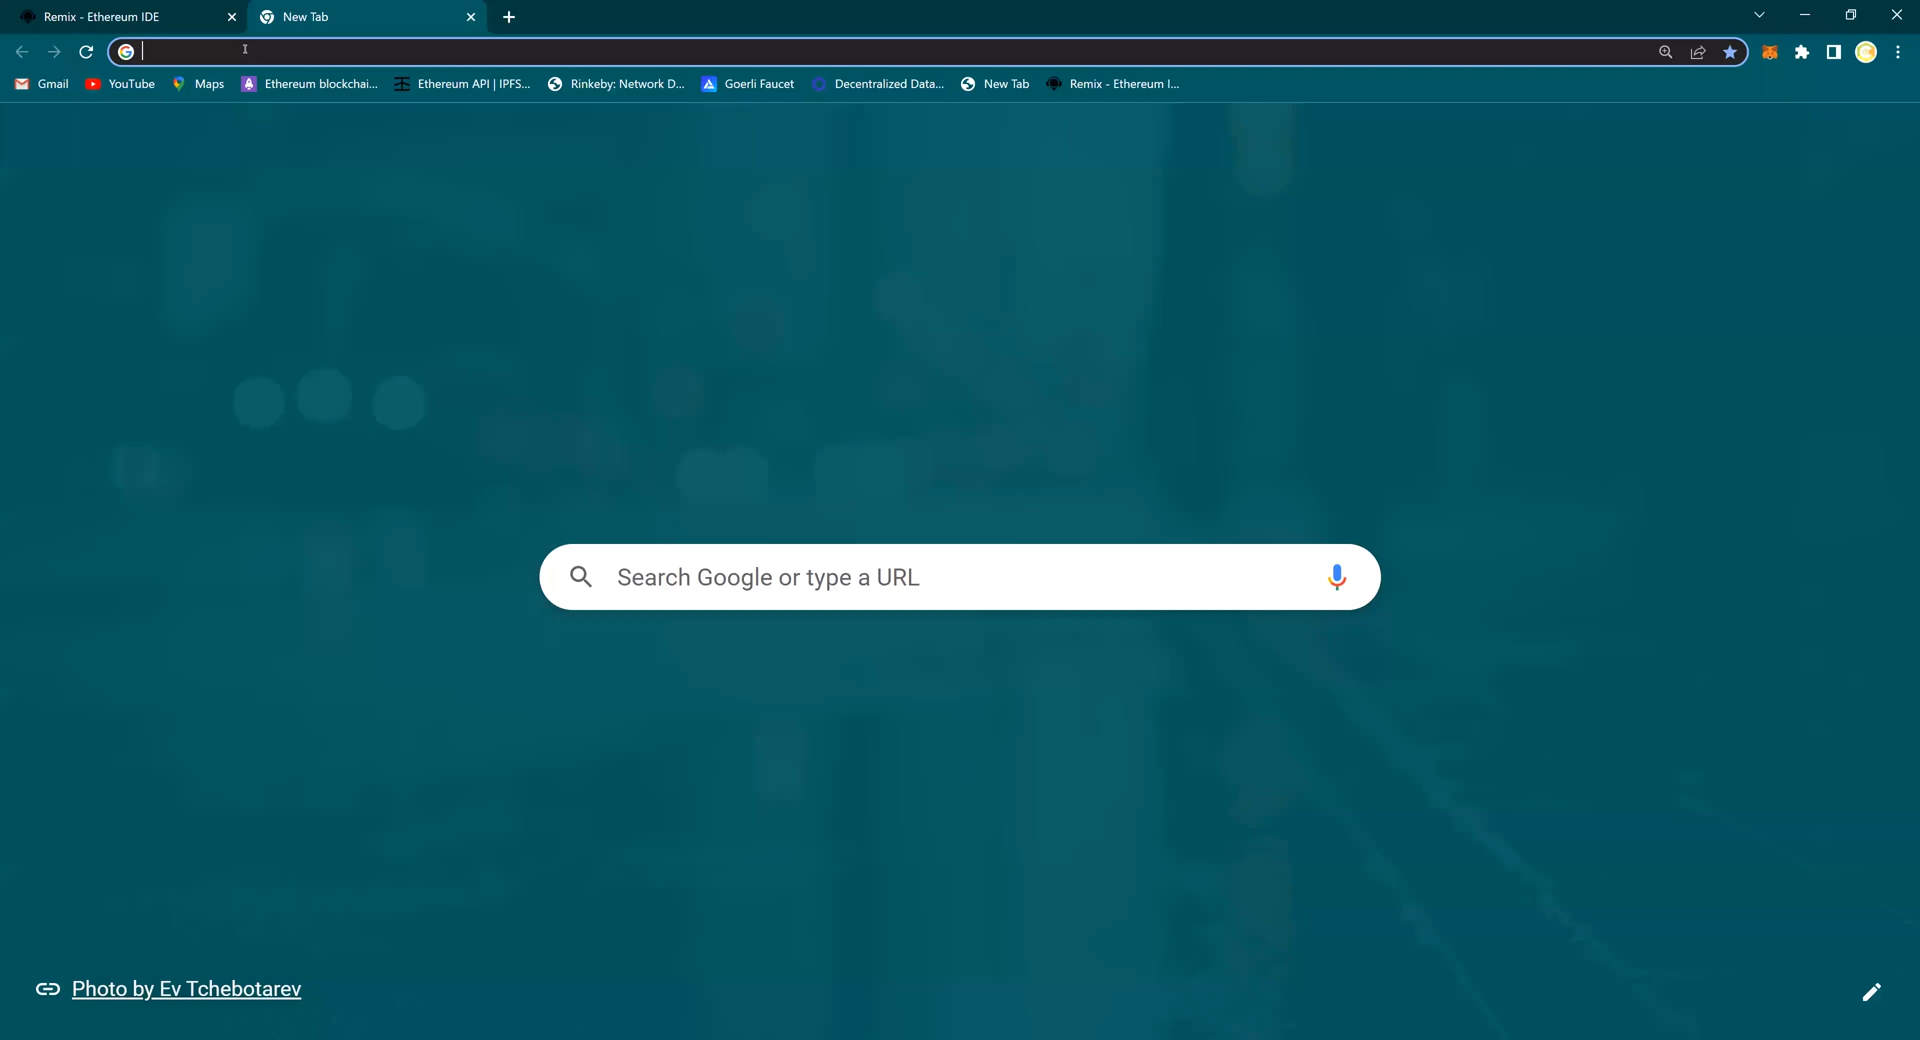 Remix - Ethereum IDE
New Tab
Gmail
YouTube
Maps
Ethereum blockchai...
Ethereum API | IPFS...
Rinkeby: Network D...
Goerli Faucet
Decentralized Data...
New Tab
Remix - Ethereum I...
Search Google or type a URL
Photo by Ev Tchebotarev